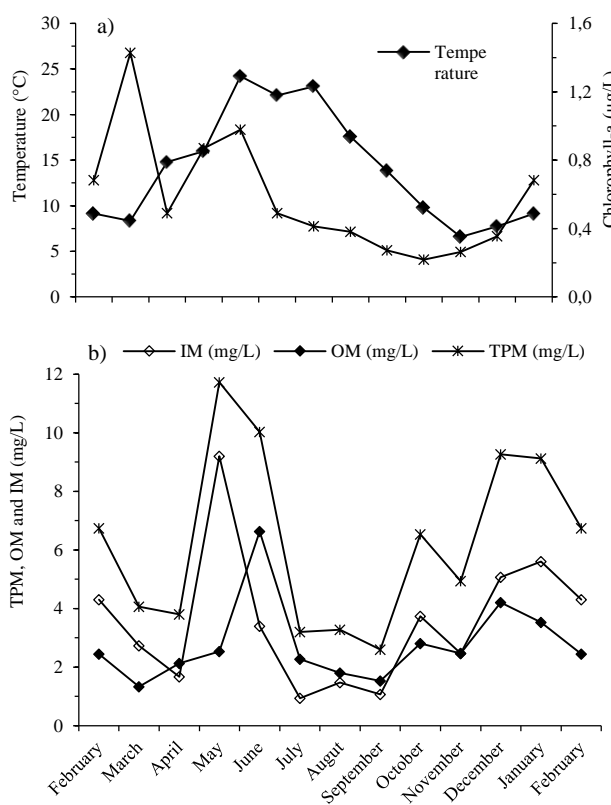 a)
Tempe
rature
Temperature (°C)
30
25
20
15
10
5
0
1,6
1,2
0,8
0,4
0,0
Chlorophyll-a (µg/L)
b)
IM (mg/L) OM (mg/L) TPM (mg/L)
TPM, OM and IM (mg/L)
12
10
8
6
4
2
0
February March April May June July Augut September October November December January February